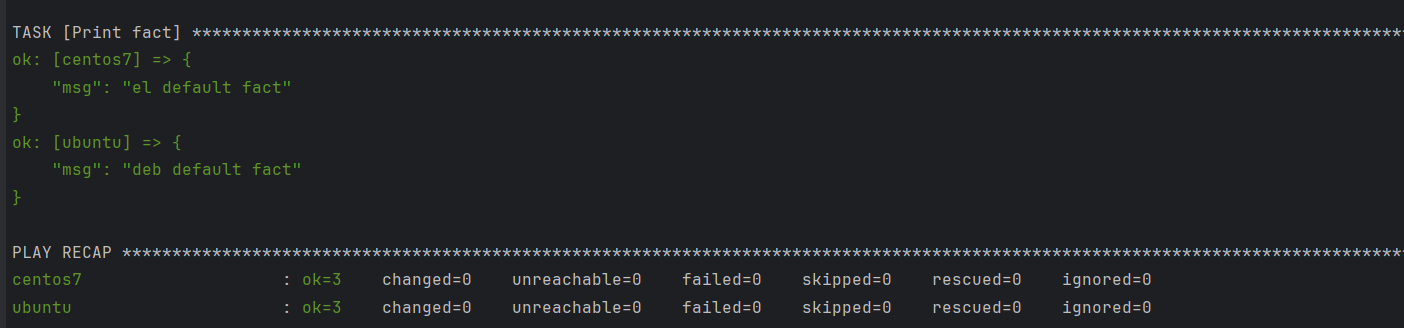 TASK [Print fact] **************************************************************************************************************************
ok: [centos7] => {
    "msg": "el default fact"
}
ok: [ubuntu] => {
    "msg": "deb default fact"
}
PLAY RECAP *********************************************************************************************************************************
centos7                    : ok=3    changed=0    unreachable=0    failed=0    skipped=0    rescued=0    ignored=0
ubuntu                     : ok=3    changed=0    unreachable=0    failed=0    skipped=0    rescued=0    ignored=0